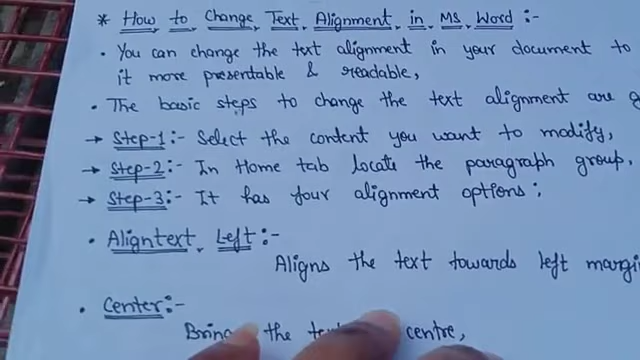 * How to Change Text Alignment in MS Word :-
• You can change the text alignment in your document to
it more presentable & readable,
• The basic steps to change the text alignment are
→ Step-1:- Select the content you want to modify,
→ Step-2:- In Home tab locate the paragraph group,
→ Step-3:- It has four alignment options:
• Aligntext Left:-
Aligns the text towards left margin
• Center:-
Bring the centre,